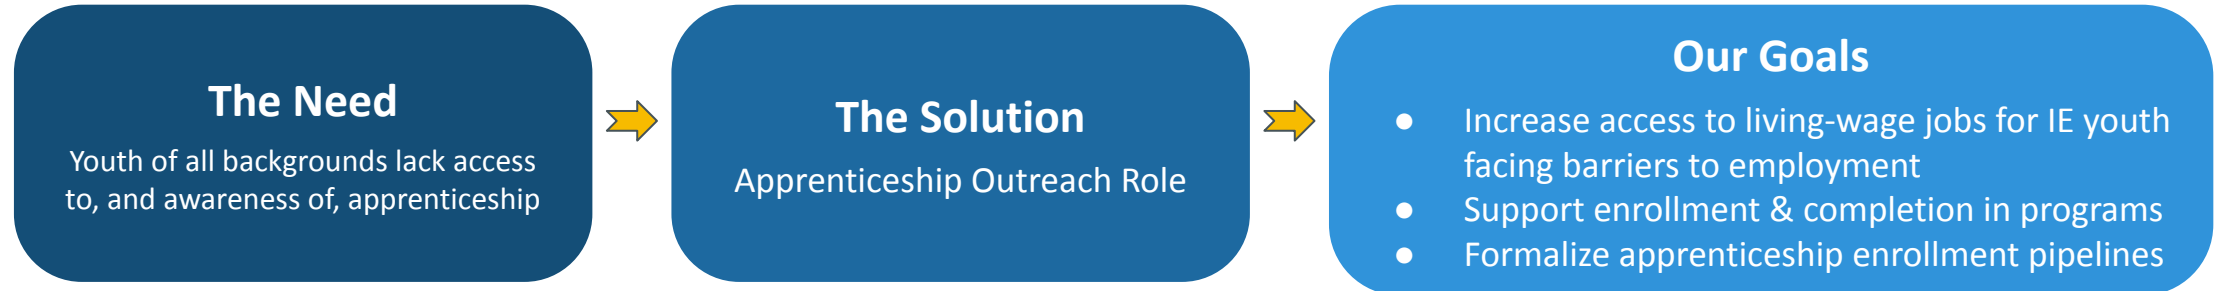 The Need
Youth of all backgrounds lack access
to, and awareness of, apprenticeship
The Solution
Apprenticeship Outreach Role
Our Goals
● Increase access to living-wage jobs for IE youth
facing barriers to employment
● Support enrollment & completion in programs
● Formalize apprenticeship enrollment pipelines